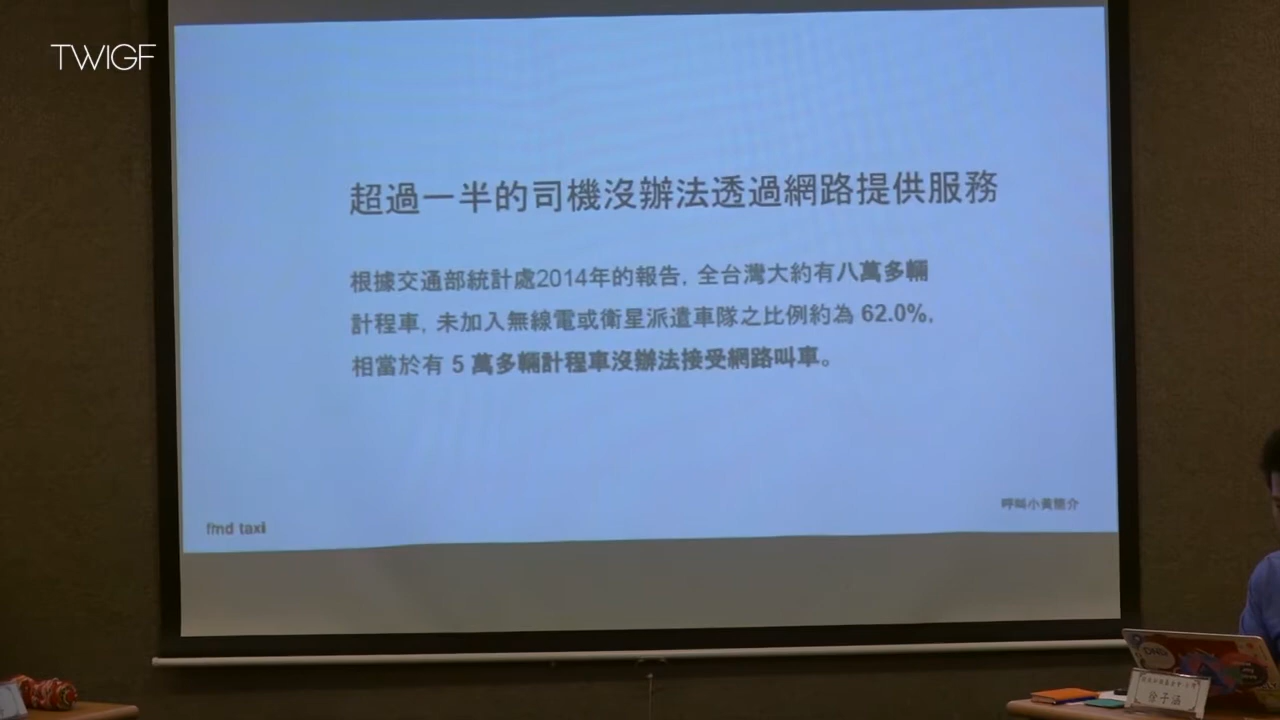 TWIGF
超過一半的司機沒辦法透過網路提供服務
根據交通部統計處2014年的報告, 全台灣大約有八萬多輛
計程車, 未加入無線電或衛星派遣車隊之比例約為 62.0%,
相當於有 5 萬多輛計程車沒辦法接受網路叫車。
find taxi
呼叫小黃簡介
徐子涵